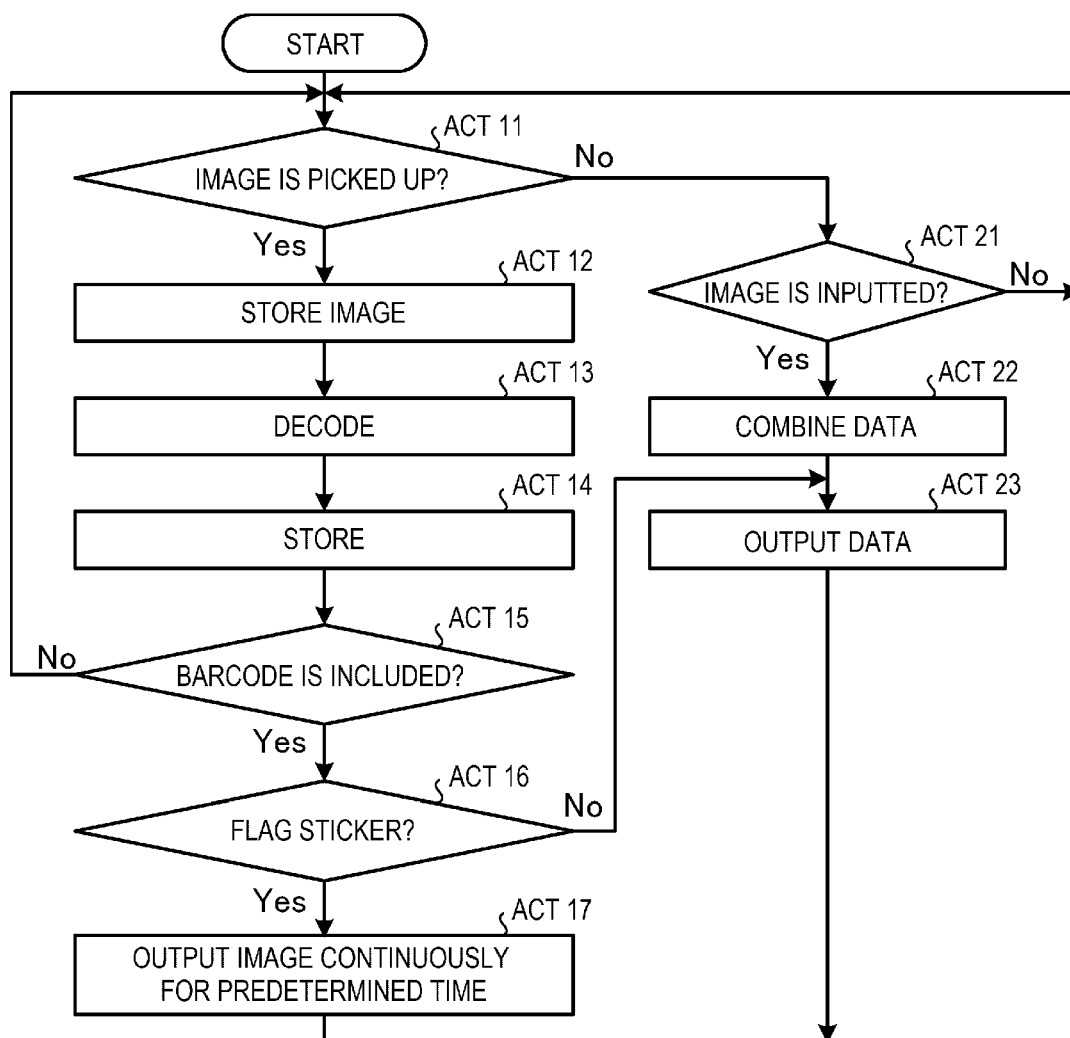 START
ACT 11
IMAGE IS PICKED UP?
No
Yes
ACT 21
IMAGE IS INPUTTED?
No
Yes
ACT 12
STORE IMAGE
ACT 13
DECODE
ACT 22
COMBINE DATA
ACT 14
STORE
ACT 23
OUTPUT DATA
ACT 15
BARCODE IS INCLUDED?
No
Yes
ACT 16
FLAG STICKER?
No
Yes
ACT 17
OUTPUT IMAGE CONTINUOUSLY
FOR PREDETERMINED TIME